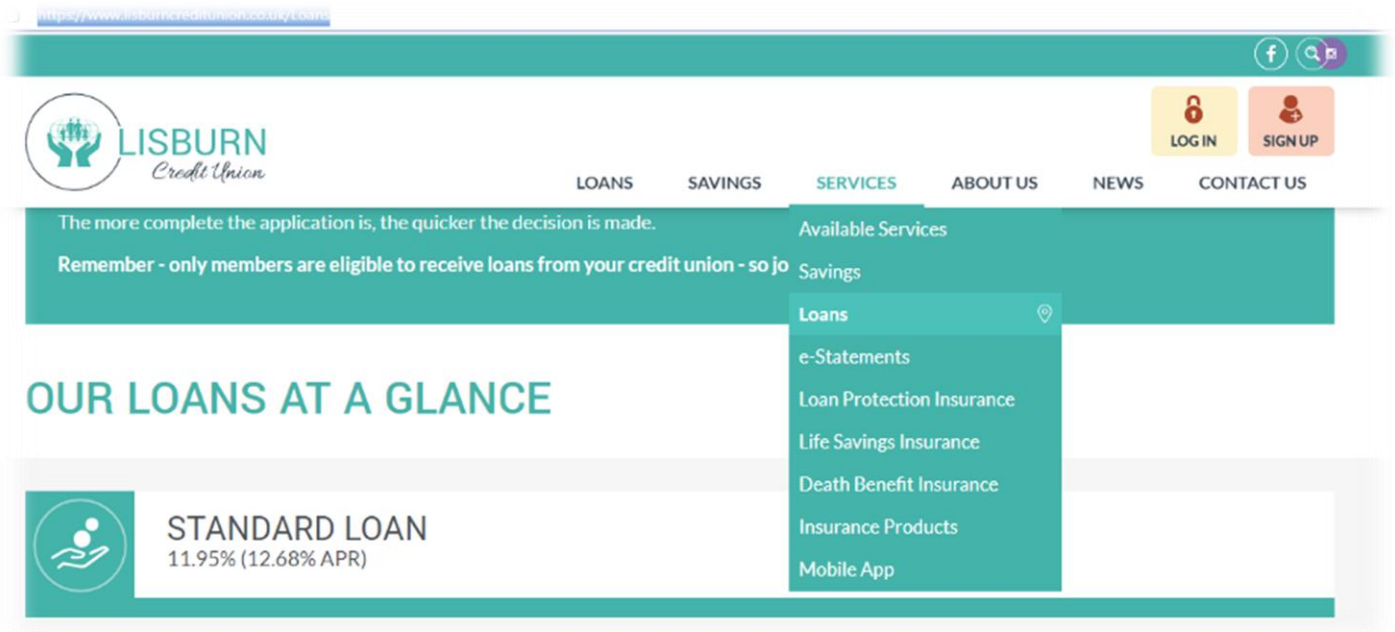 https://www.lisburncreditunion.co.uk/Loans
LOG IN
SIGN UP
LISBURN
Credit Union
LOANS
SAVINGS
SERVICES
ABOUT US
NEWS
CONTACT US
The more complete the application is, the quicker the decision is made.
Remember - only members are eligible to receive loans from your credit union - so jo
Available Services
Savings
Loans
e-Statements
Loan Protection Insurance
Life Savings Insurance
Death Benefit Insurance
Insurance Products
Mobile App
OUR LOANS AT A GLANCE
STANDARD LOAN
11.95% (12.68% APR)